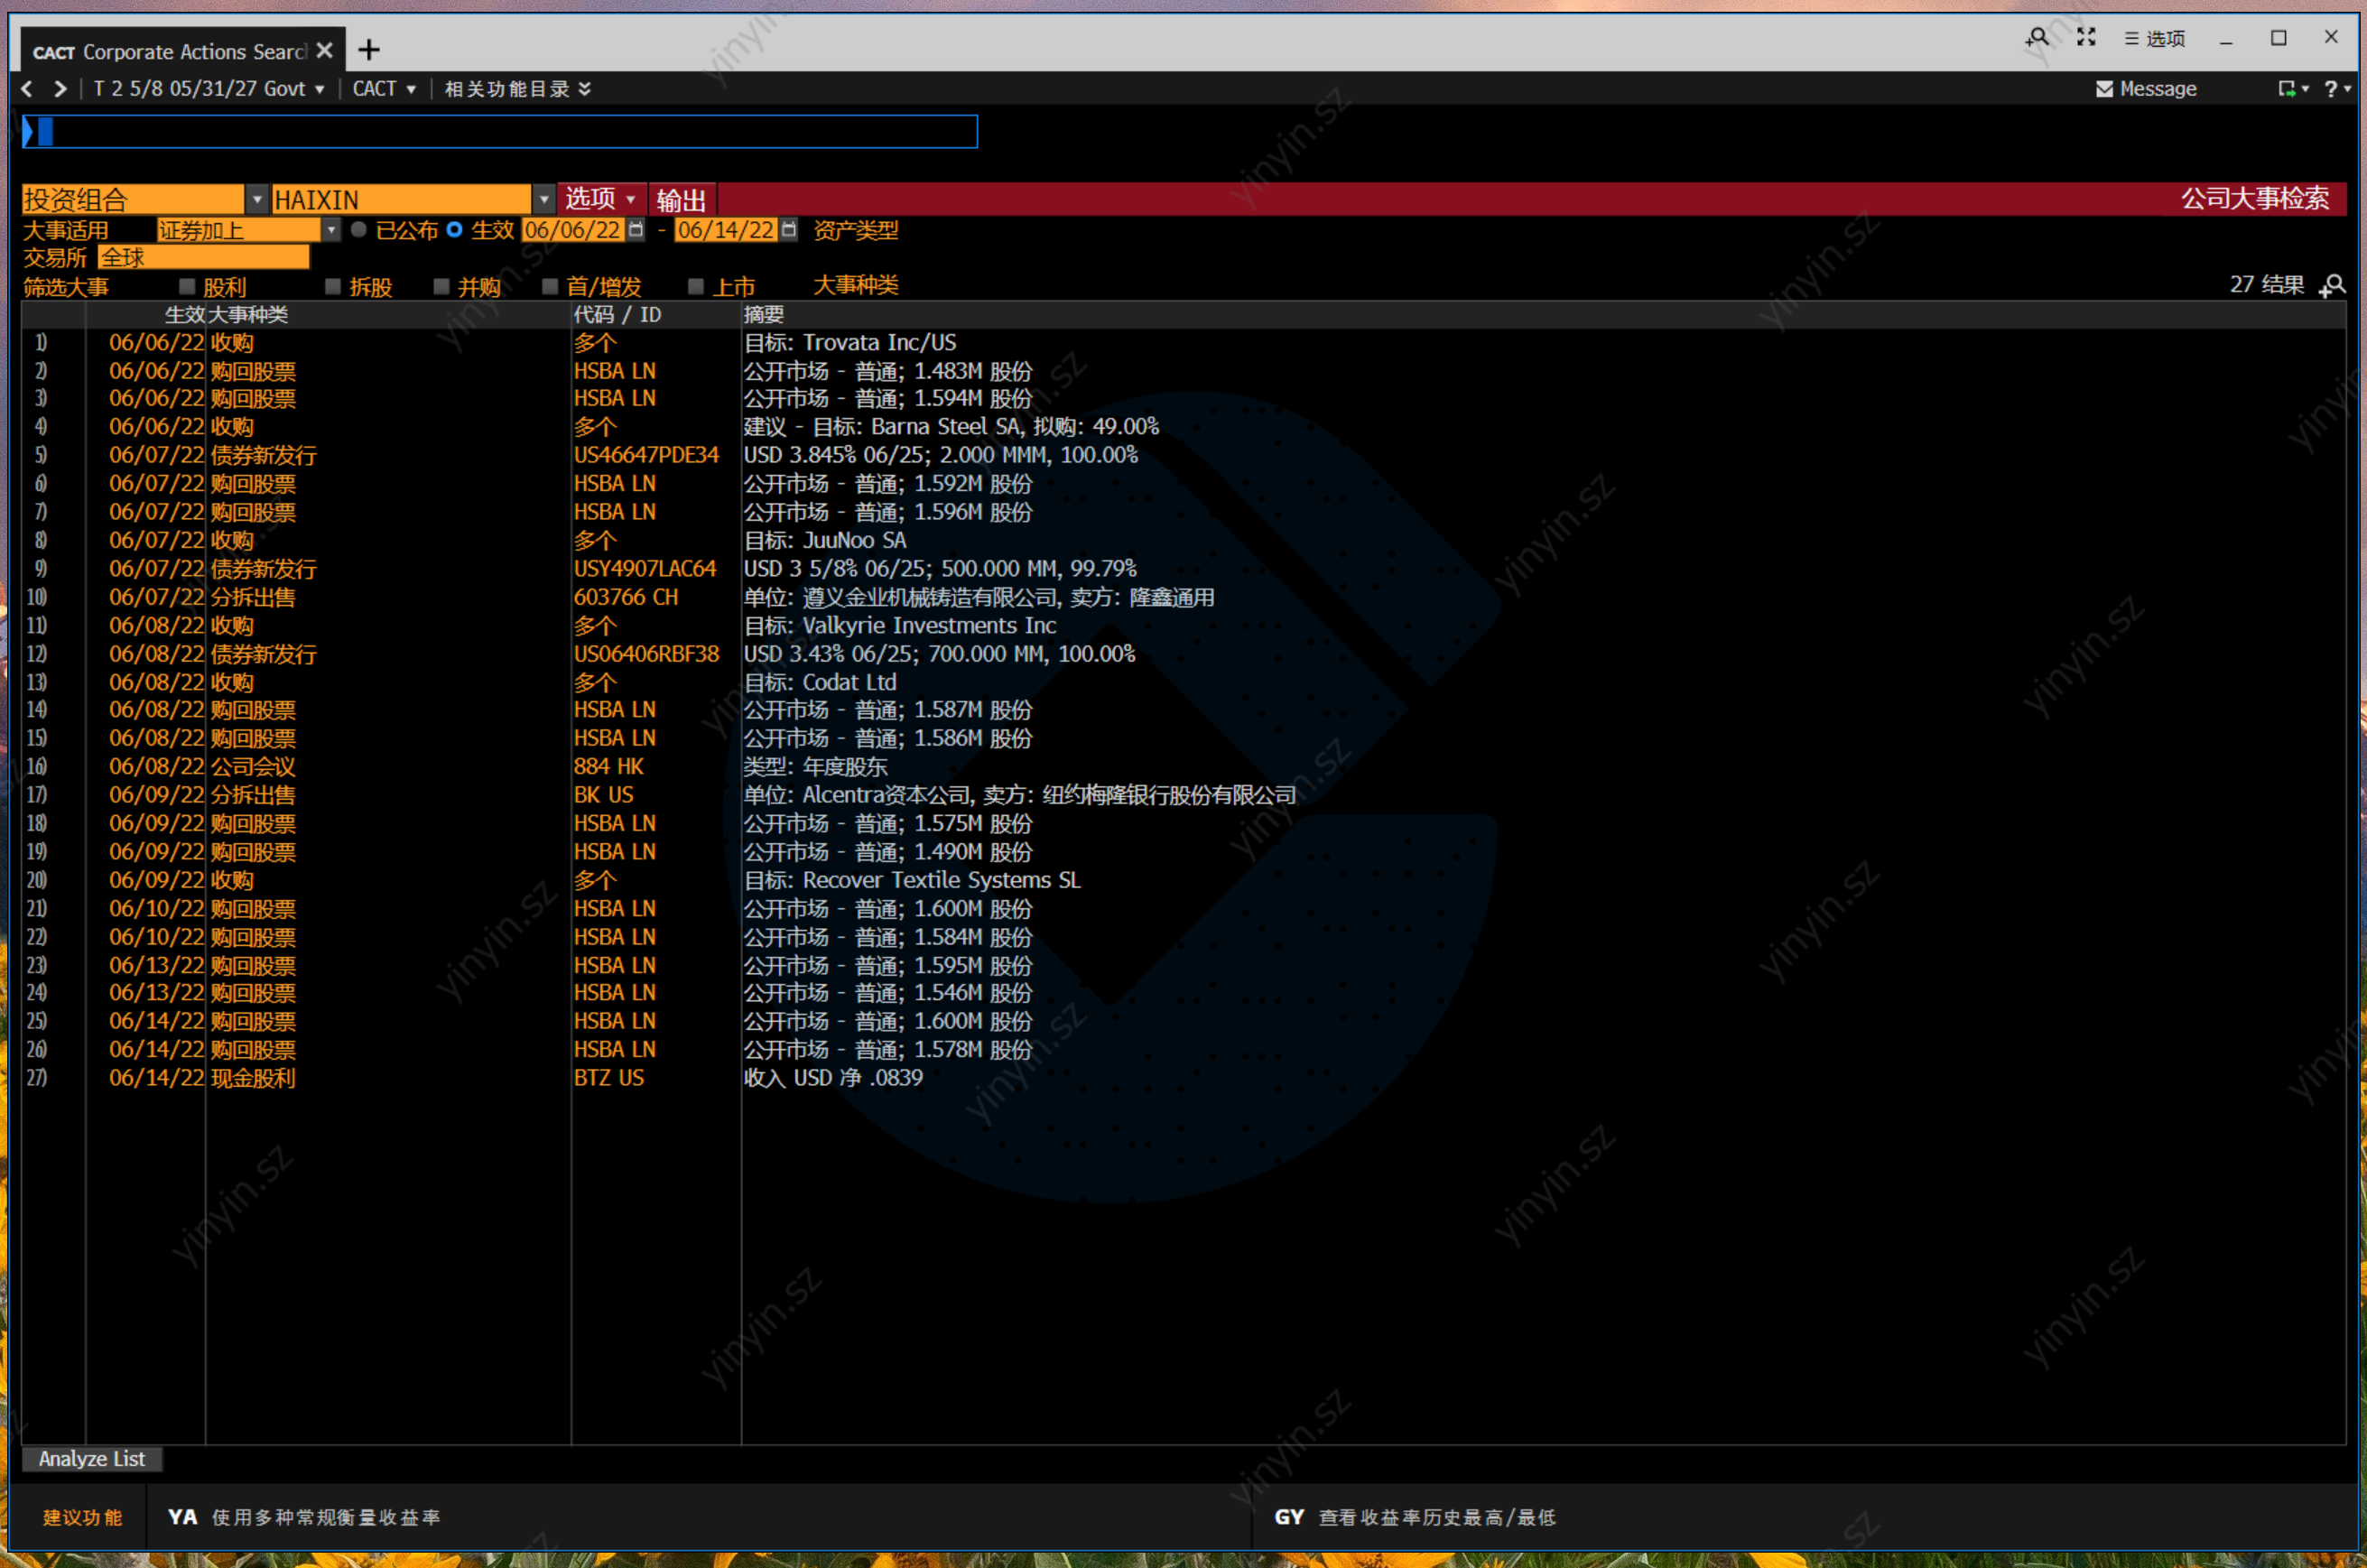 CACT Corporate Actions Searc
选项
T 2 5/8 05/31/27 Govt CACT 相关功能目录 Message ?
投资组合 HAIXIN 选项 输出 公司大事检索
大事适用 证券加上 已公布 生效 06/06/22 - 06/14/22 资产类型
交易所 全球
筛选大事 股利 拆股 并购 首/增发 上市 大事种类 27 结果
生效 大事种类 代码 / ID 摘要
1) 06/06/22 收购 多个 目标: Trovata Inc/US
2) 06/06/22 购回股票 HSBA LN 公开市场 - 普通; 1.483M 股份
3) 06/06/22 购回股票 HSBA LN 公开市场 - 普通; 1.594M 股份
4) 06/06/22 收购 多个 建议 - 目标: Barna Steel SA, 拟购: 49.00%
5) 06/07/22 债券新发行 US46647PDE34 USD 3.845% 06/25; 2.000 MMM, 100.00%
6) 06/07/22 购回股票 HSBA LN 公开市场 - 普通; 1.592M 股份
7) 06/07/22 购回股票 HSBA LN 公开市场 - 普通; 1.596M 股份
8) 06/07/22 收购 多个 目标: JuuNoo SA
9) 06/07/22 债券新发行 USY4907LAC64 USD 3 5/8% 06/25; 500.000 MM, 99.79%
10) 06/07/22 分拆出售 603766 CH 单位: 遵义金业机械铸造有限公司, 卖方: 隆鑫通用
11) 06/08/22 收购 多个 目标: Valkyrie Investments Inc
12) 06/08/22 债券新发行 US06406RBF38 USD 3.43% 06/25; 700.000 MM, 100.00%
13) 06/08/22 收购 多个 目标: Codat Ltd
14) 06/08/22 购回股票 HSBA LN 公开市场 - 普通; 1.587M 股份
15) 06/08/22 购回股票 HSBA LN 公开市场 - 普通; 1.586M 股份
16) 06/08/22 公司会议 884 HK 类型: 年度股东
17) 06/09/22 分拆出售 BK US 单位: Alcentra资本公司, 卖方: 纽约梅隆银行股份有限公司
18) 06/09/22 购回股票 HSBA LN 公开市场 - 普通; 1.575M 股份
19) 06/09/22 购回股票 HSBA LN 公开市场 - 普通; 1.490M 股份
20) 06/09/22 收购 多个 目标: Recover Textile Systems SL
21) 06/10/22 购回股票 HSBA LN 公开市场 - 普通; 1.600M 股份
22) 06/10/22 购回股票 HSBA LN 公开市场 - 普通; 1.584M 股份
23) 06/13/22 购回股票 HSBA LN 公开市场 - 普通; 1.595M 股份
24) 06/13/22 购回股票 HSBA LN 公开市场 - 普通; 1.546M 股份
25) 06/14/22 购回股票 HSBA LN 公开市场 - 普通; 1.600M 股份
26) 06/14/22 购回股票 HSBA LN 公开市场 - 普通; 1.578M 股份
27) 06/14/22 现金股利 BTZ US 收入 USD 净 .0839
Analyze List
建议功能 YA 使用多种常规衡量收益率 GY 查看收益率历史最高/最低
yinyin.sz